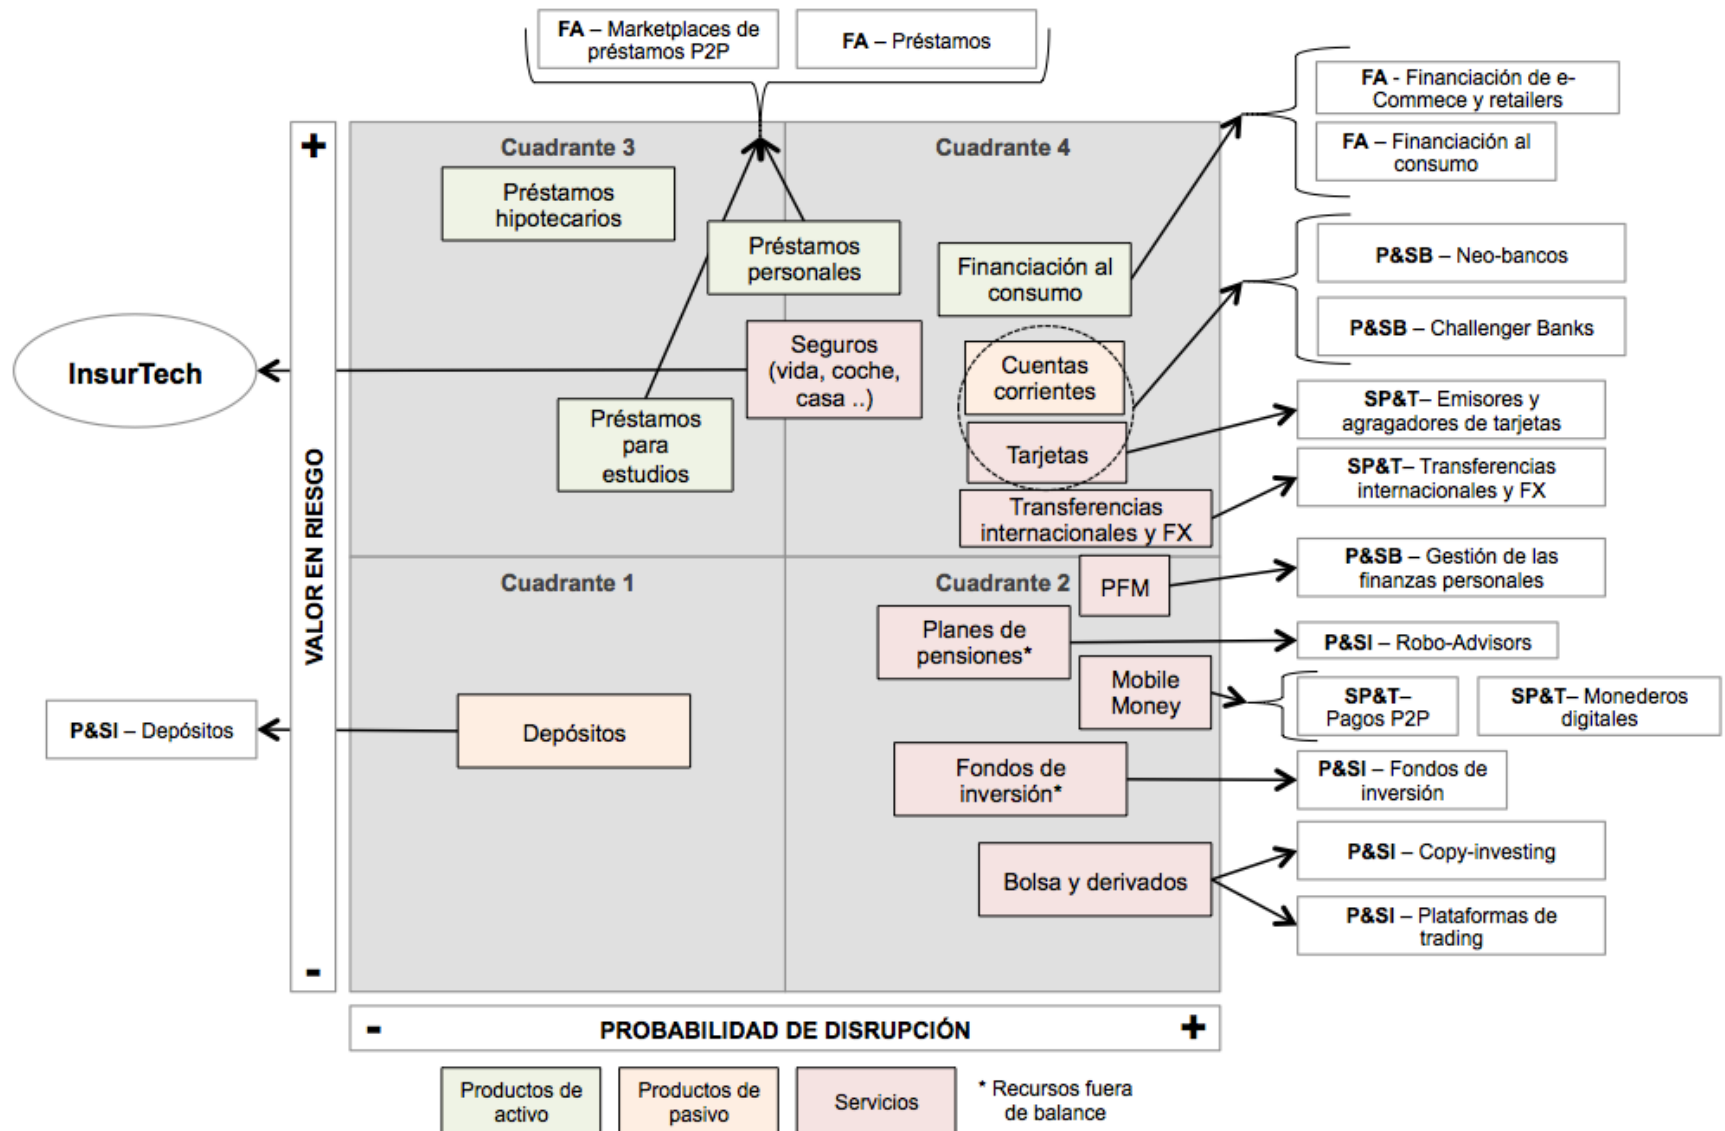 FA – Marketplaces de
préstamos P2P
FA – Préstamos
FA - Financiación de e-
Commece y retailers
FA – Financiación al
consumo
+
Cuadrante 3
Cuadrante 4
Préstamos
hipotecarios
Préstamos
personales
Financiación al
consumo
P&SB – Neo-bancos
P&SB – Challenger Banks
InsurTech
Seguros
(vida, coche,
casa ..)
Cuentas
corrientes
Préstamos
para
estudios
Tarjetas
SP&T– Emisores y
agragadores de tarjetas
Transferencias
internacionales y FX
SP&T– Transferencias
internacionales y FX
VALOR EN RIESGO
Cuadrante 1
Cuadrante 2
PFM
P&SB – Gestión de las
finanzas personales
Planes de
pensiones*
P&SI – Robo-Advisors
Mobile
Money
SP&T–
Pagos P2P
SP&T– Monederos
digitales
P&SI – Depósitos
Depósitos
Fondos de
inversión*
P&SI – Fondos de
inversión
Bolsa y derivados
P&SI – Copy-investing
P&SI – Plataformas de
trading
-
-
PROBABILIDAD DE DISRUPCIÓN
+
Productos de
activo
Productos de
pasivo
Servicios
* Recursos fuera
de balance